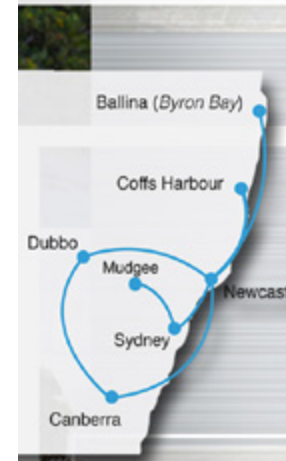 Ballina (Byron Bay)
Coffs Harbour
Dubbo
Mudgee
Newcast
Sydney
Canberra